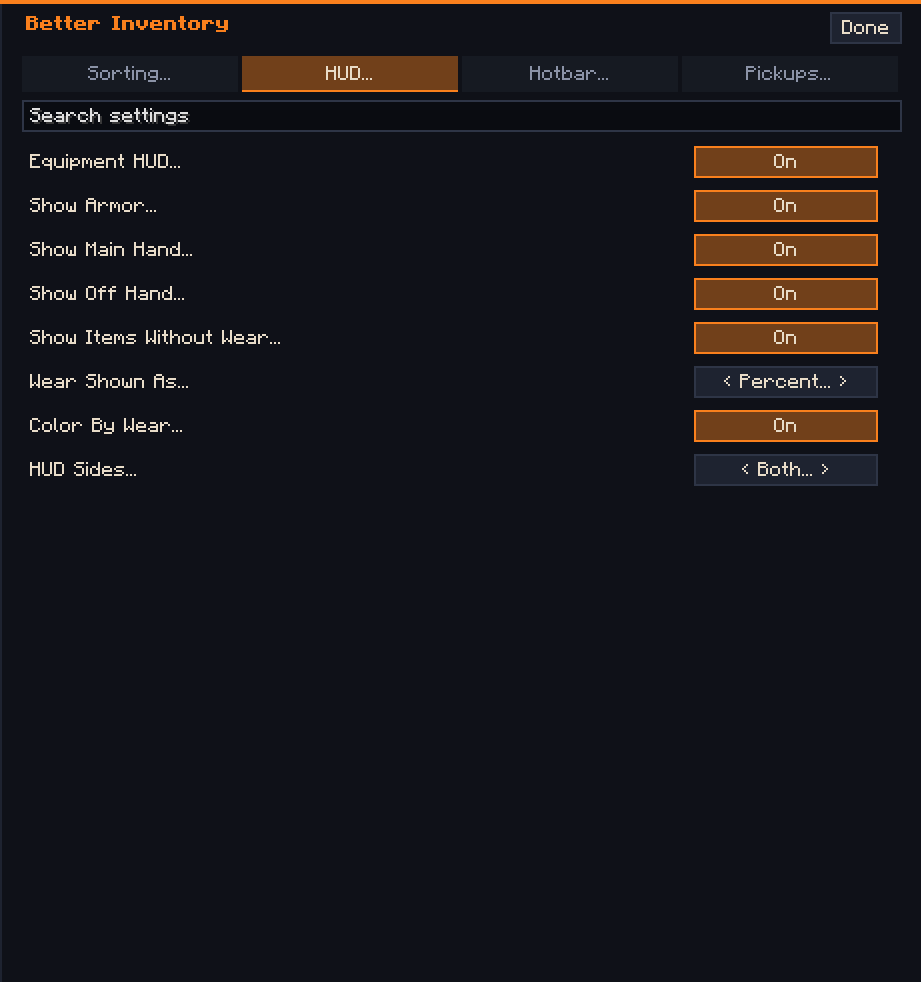 Better Inventory
Done
Sorting... HUD... Hotbar... Pickups...
Search settings
Equipment HUD... On
Show Armor... On
Show Main Hand... On
Show Off Hand... On
Show Items Without Wear... On
Wear Shown As... < Percent... >
Color By Wear... On
HUD Sides... < Both... >